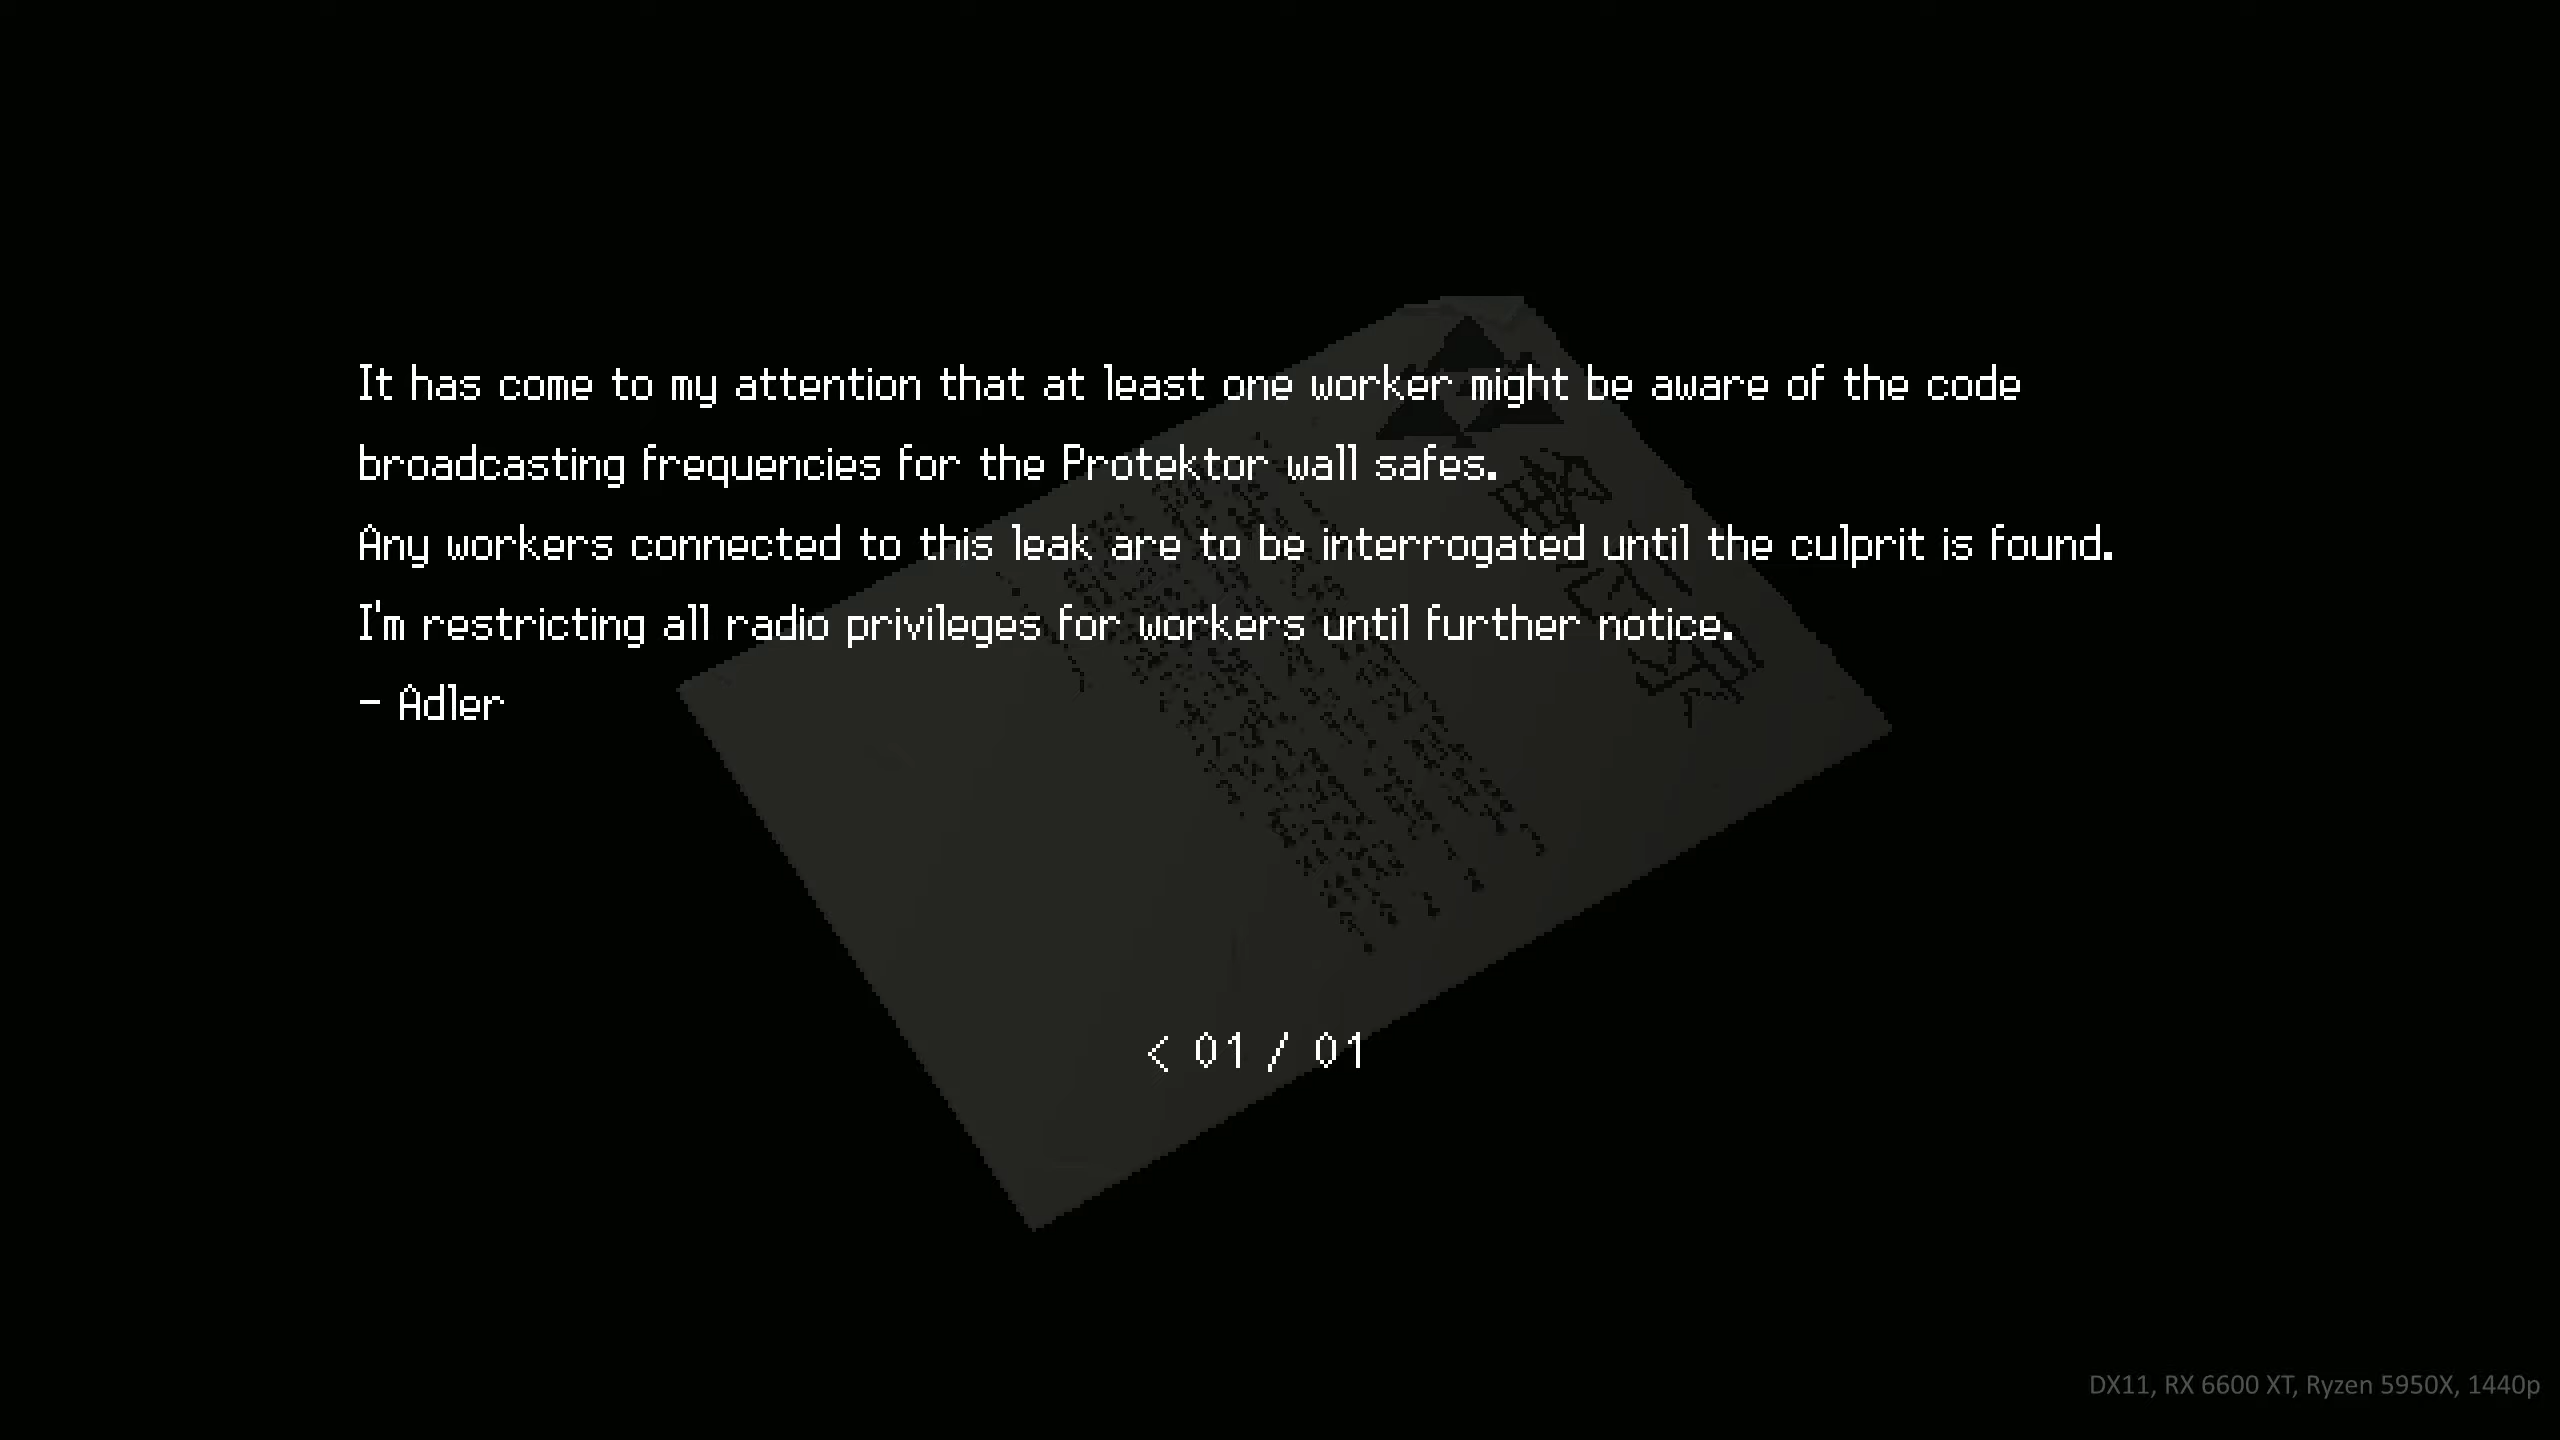 It has come to my attention that at least one worker might be aware of the code
broadcasting frequencies for the Protektor wall safes.
Any workers connected to this leak are to be interrogated until the culprit is found.
I'm restricting all radio privileges for workers until further notice.
- Adler
< 01 / 01
DX11, RX 6600 XT, Ryzen 5950X, 1440p